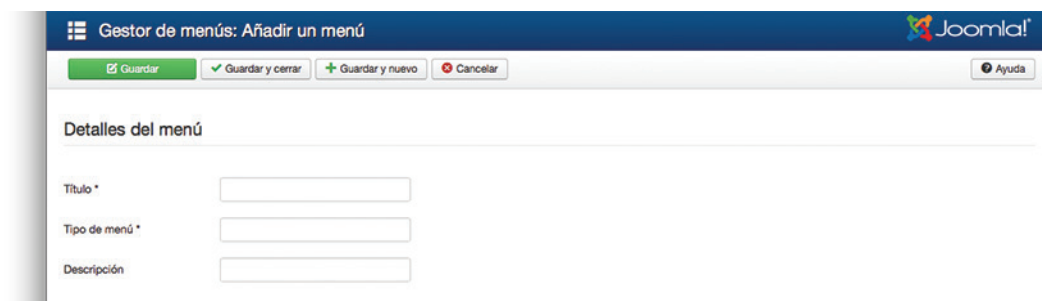 Gestor de menús: Añadir un menú
Joomla!
Guardar
Guardar y cerrar
Guardar y nuevo
Cancelar
Ayuda
Detalles del menú
Título *
Tipo de menú *
Descripción